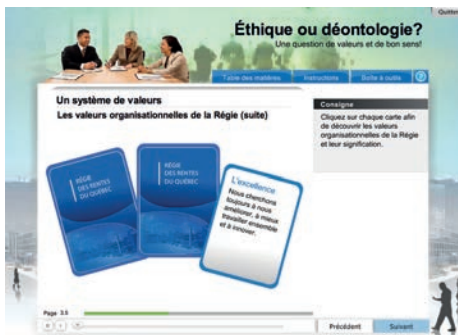 Quitter
Éthique ou déontologie?
Une question de valeurs et de bon sens!
Table des matières
Instructions
Boîte à outils
?
Un système de valeurs
Les valeurs organisationnelles de la Régie (suite)
Consigne
Cliquez sur chaque carte afin
de découvrir les valeurs
organisationnelles de la Régie
et leur signification.
RÉGIE
DES RENTES
DU QUÉBEC
RÉGIE
DES RENTES
DU QUÉBEC
L'excellence
Nous cherchons
toujours à nous
améliorer, à mieux
travailler ensemble
et à innover.
Page 3.5
Précédent
Suivant